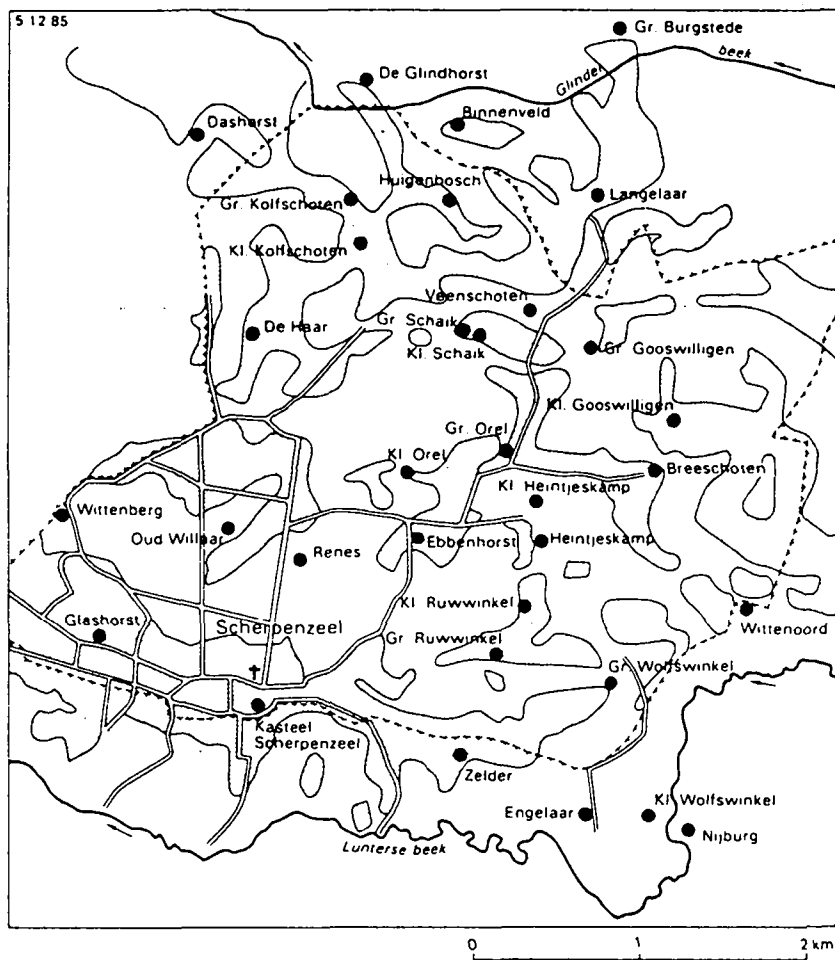 5 12 85
Gr. Burgstede
beek
De Glindhorst
Glinder
Binnenveld
Dashorst
Huigenbosch
Langelaar
Gr. Kolfschoten
Kl. Kolfschoten
Veenschoten
Gr. Schaik
De Haar
Kl. Schaik
Gr. Gooswilligen
Kl. Gooswilligen
Gr. Orel
Kl. Orel
Breeschoten
Kl. Heintjeskamp
Wittenberg
Oud Willaar
Ebbenhorst
Heintjeskamp
Renes
Kl. Ruwwinkel
Glashorst
Scherpenzeel
Wittenoord
Gr. Ruwwinkel
Gr. Wolfswinkel
Kasteel
Scherpenzeel
Zelder
Engelaar
Kl. Wolfswinkel
Nijburg
Lunterse beek
0 1 2 km